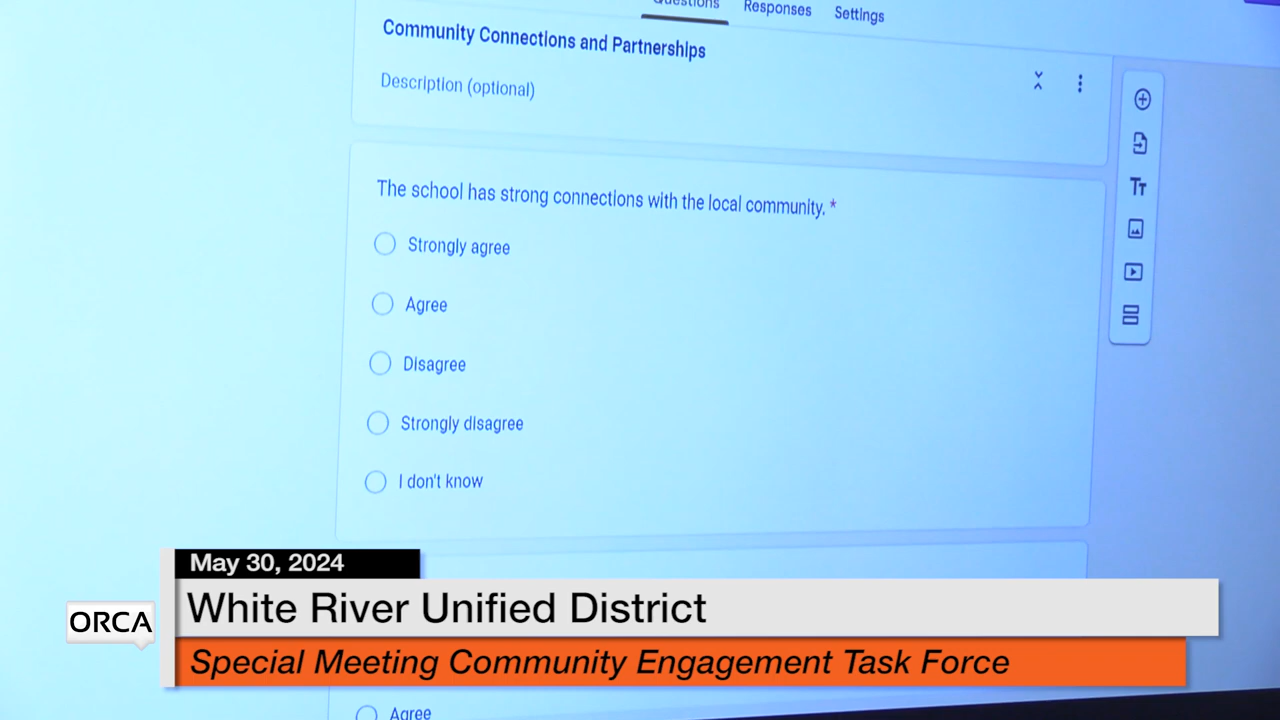 Questions
Responses
Settings
Community Connections and Partnerships
Description (optional)
Tт
The school has strong connections with the local community. *
Strongly agree
Agree
Disagree
Strongly disagree
I don't know
May 30, 2024
ORCA
White River Unified District
Special Meeting Community Engagement Task Force
Agree